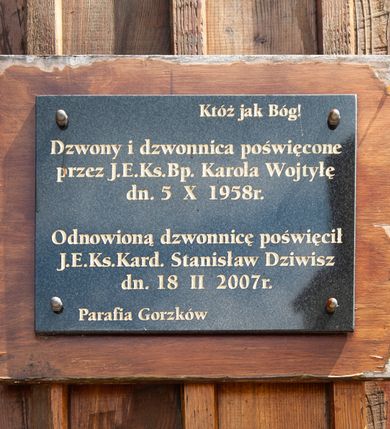 Któż jak Bóg!
Dzwony i dzwonnica poświęcone
przez J.E.Ks.Bp. Karola Wojtyłę
dn. 5 X 1958r.
Odnowioną dzwonnicę poświęcił
J.E.Ks.Kard. Stanisław Dziwisz
dn. 18 II 2007r.
Parafia Gorzków